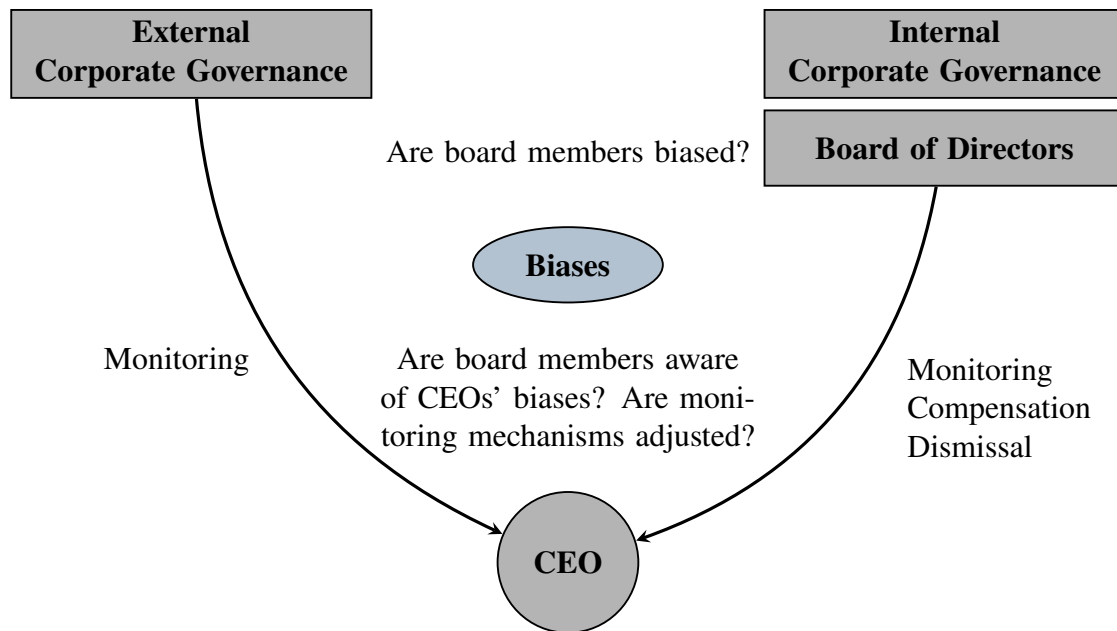 External
Corporate Governance
Internal
Corporate Governance
Are board members biased?
Board of Directors
Biases
Monitoring
Are board members aware
of CEOs’ biases? Are moni-
toring mechanisms adjusted?
Monitoring
Compensation
Dismissal
CEO